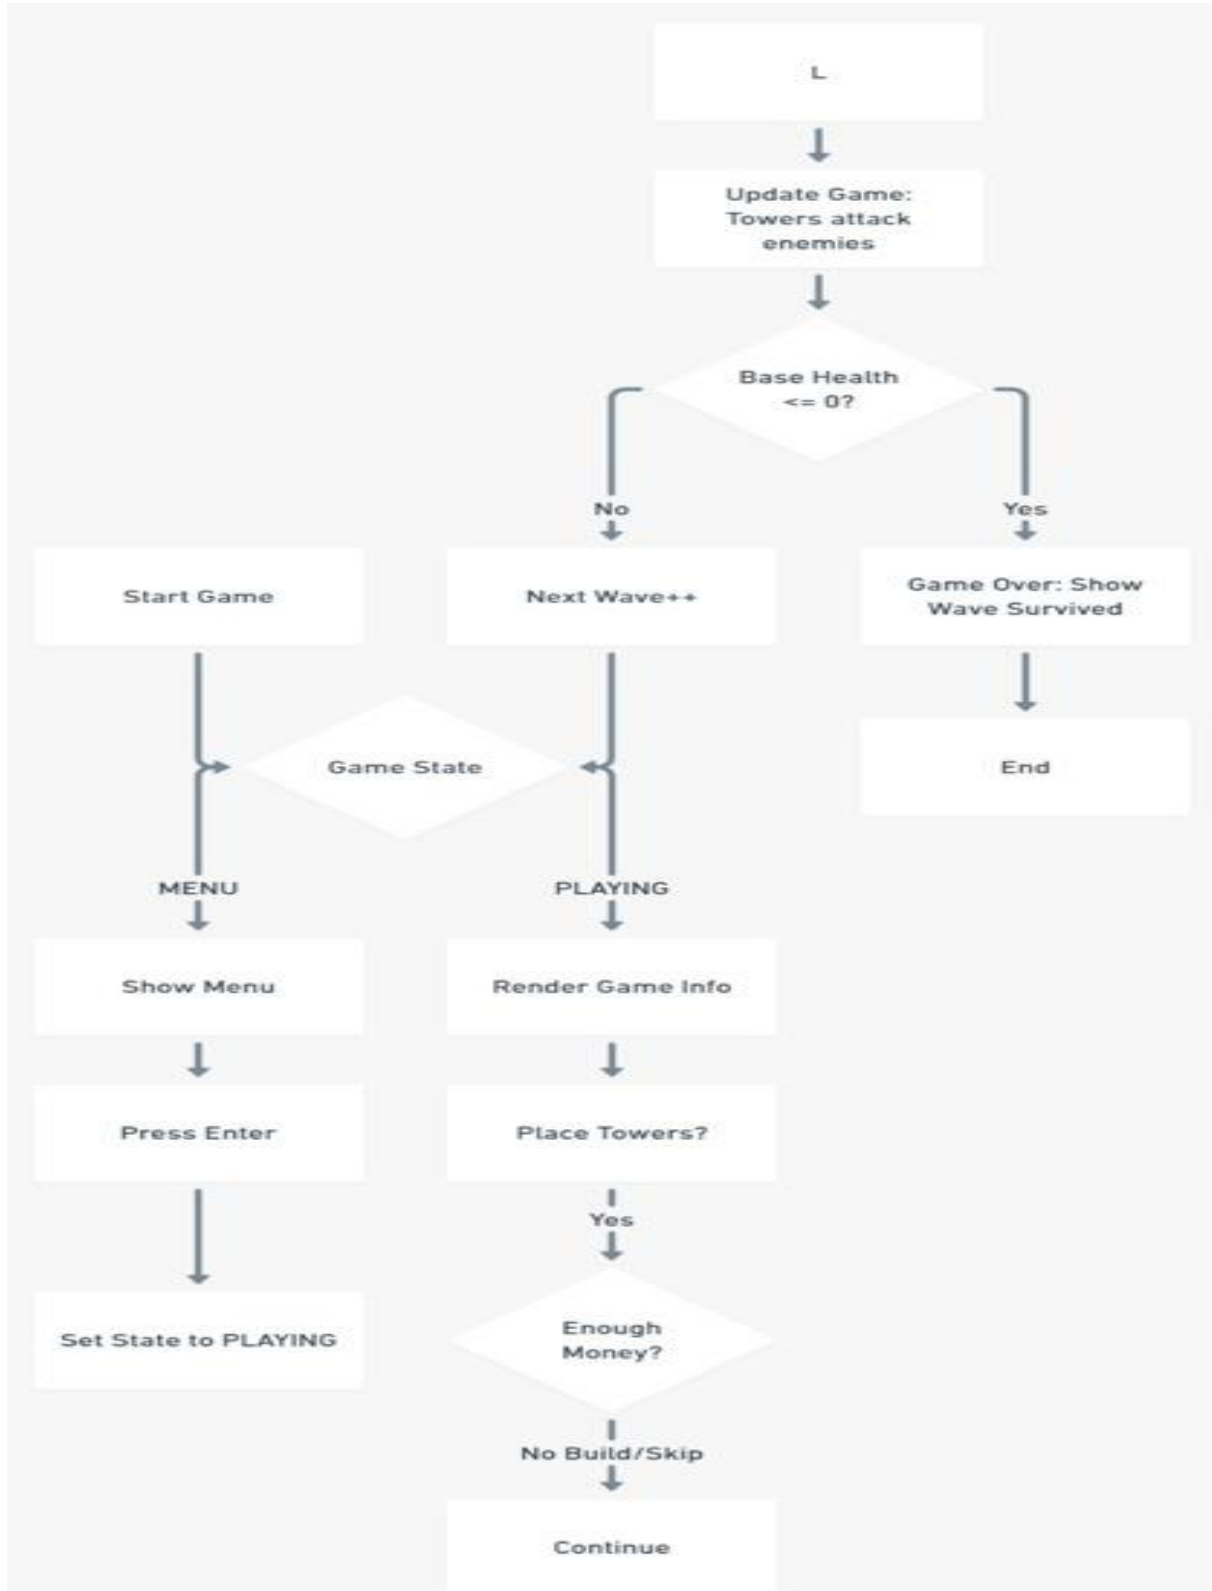 L
Update Game:
Towers attack
enemies
Base Health
<= 0?
No
Yes
Start Game
Next Wave++
Game Over: Show
Wave Survived
Game State
End
MENU
PLAYING
Show Menu
Render Game Info
Press Enter
Place Towers?
Yes
Set State to PLAYING
Enough
Money?
No Build/Skip
Continue